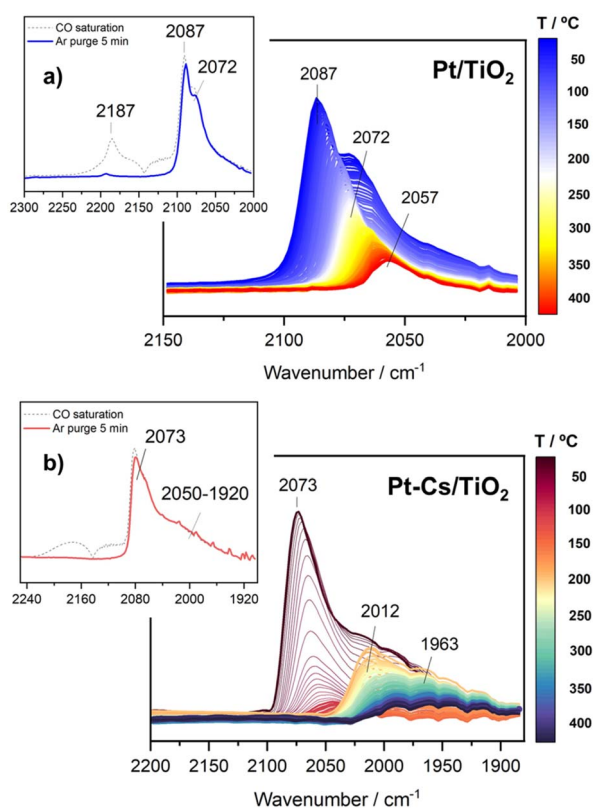 CO saturation
Ar purge 5 min
a)
2087
2072
2187
2300 2250 2200 2150 2100 2050 2000
Pt/TiO₂
2087
2072
2057
2150 2100 2050 2000
Wavenumber / cm⁻¹
T / ºC
50
100
150
200
250
300
350
400
CO saturation
Ar purge 5 min
b)
2073
2050-1920
2240 2160 2080 2000 1920
Pt-Cs/TiO₂
2073
2012
1963
2200 2150 2100 2050 2000 1950 1900
Wavenumber / cm⁻¹
T / ºC
50
100
150
200
250
300
350
400